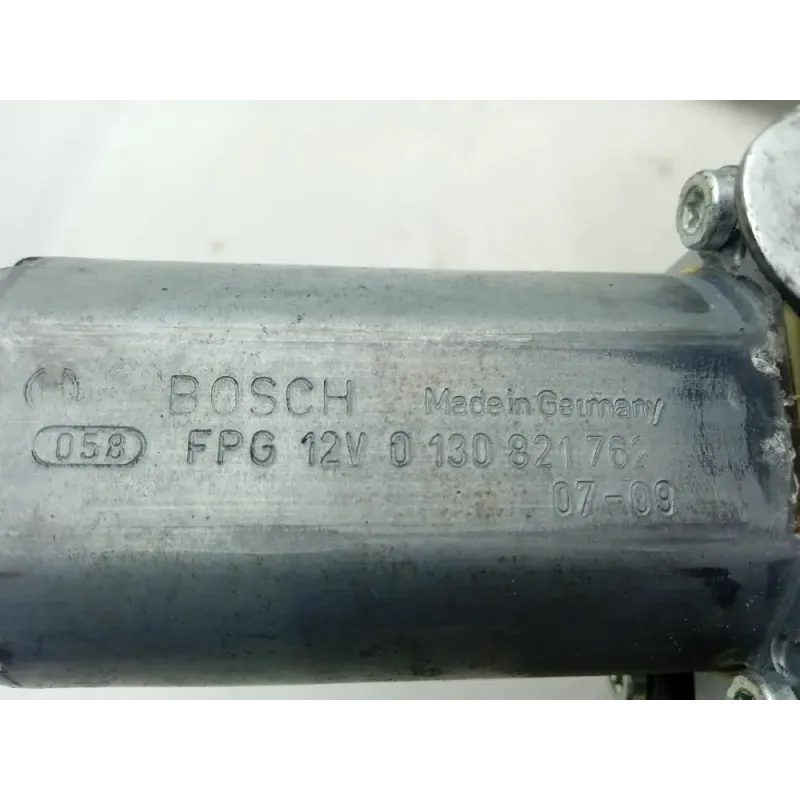 BOSCH Made in Germany
058 FPG 12V 0 130 821 762
07-09